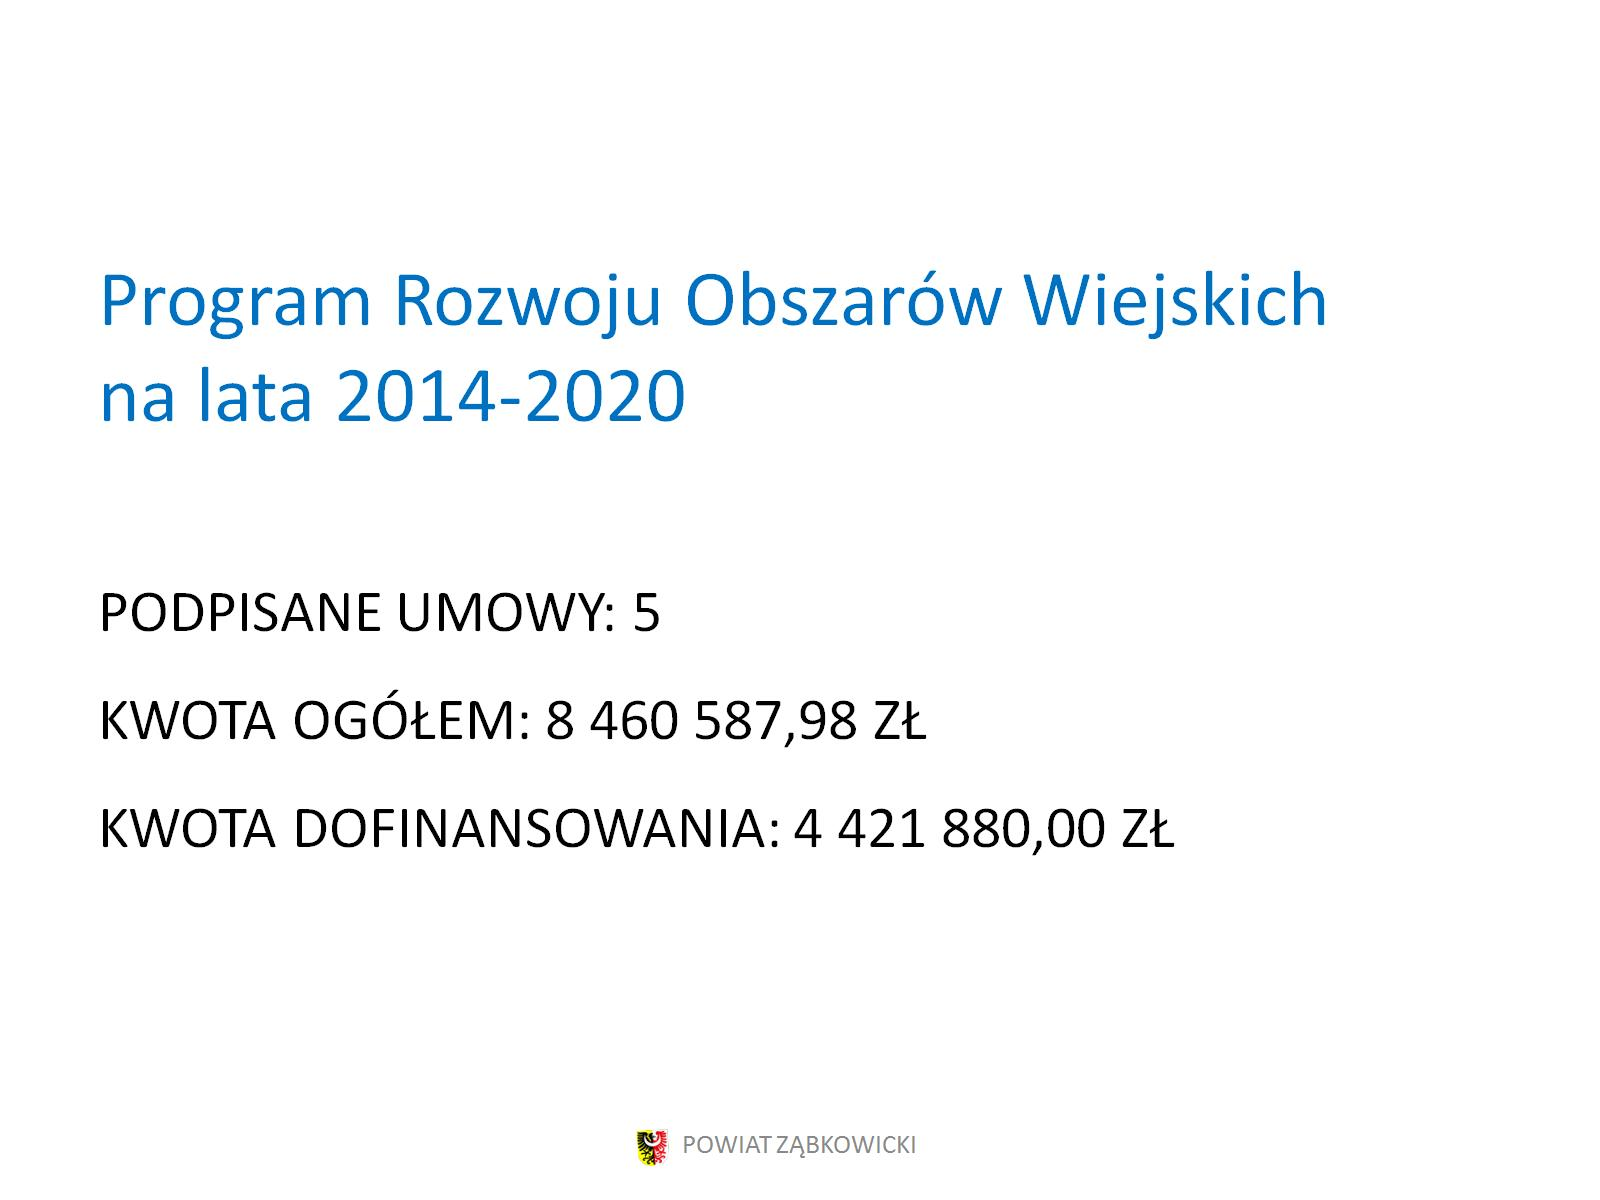 Program Rozwoju Obszarów Wiejskich
na lata 2014-2020
PODPISANE UMOWY: 5
KWOTA OGÓŁEM: 8 460 587,98 ZŁ
KWOTA DOFINANSOWANIA: 4 421 880,00 ZŁ
POWIAT ZĄBKOWICKI